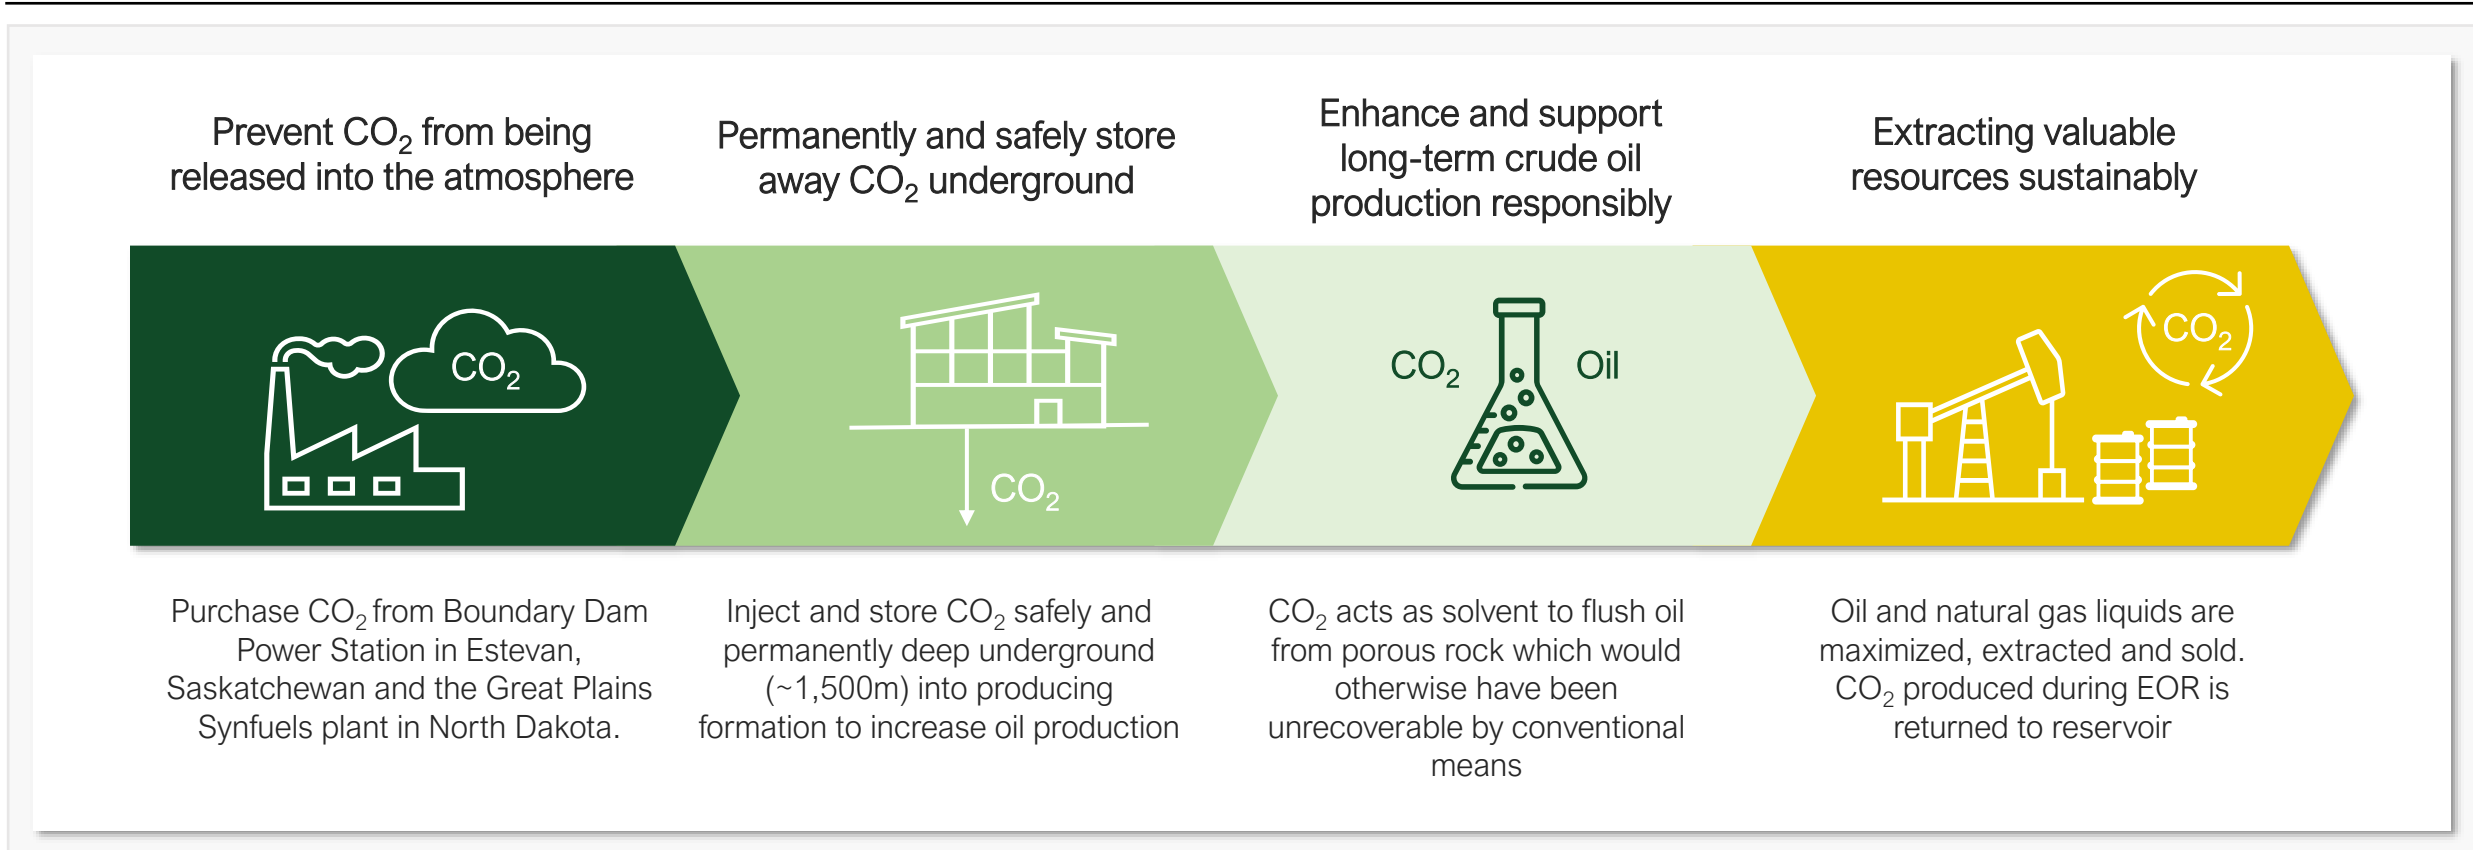 Prevent CO₂ from being
released into the atmosphere
Permanently and safely store
away CO₂ underground
Enhance and support
long-term crude oil
production responsibly
Extracting valuable
resources sustainably
CO₂
CO₂
CO₂
Oil
CO₂
Purchase CO₂ from Boundary Dam
Power Station in Estevan,
Saskatchewan and the Great Plains
Synfuels plant in North Dakota.
Inject and store CO₂ safely and
permanently deep underground
(~1,500m) into producing
formation to increase oil production
CO₂ acts as solvent to flush oil
from porous rock which would
otherwise have been
unrecoverable by conventional
means
Oil and natural gas liquids are
maximized, extracted and sold.
CO₂ produced during EOR is
returned to reservoir